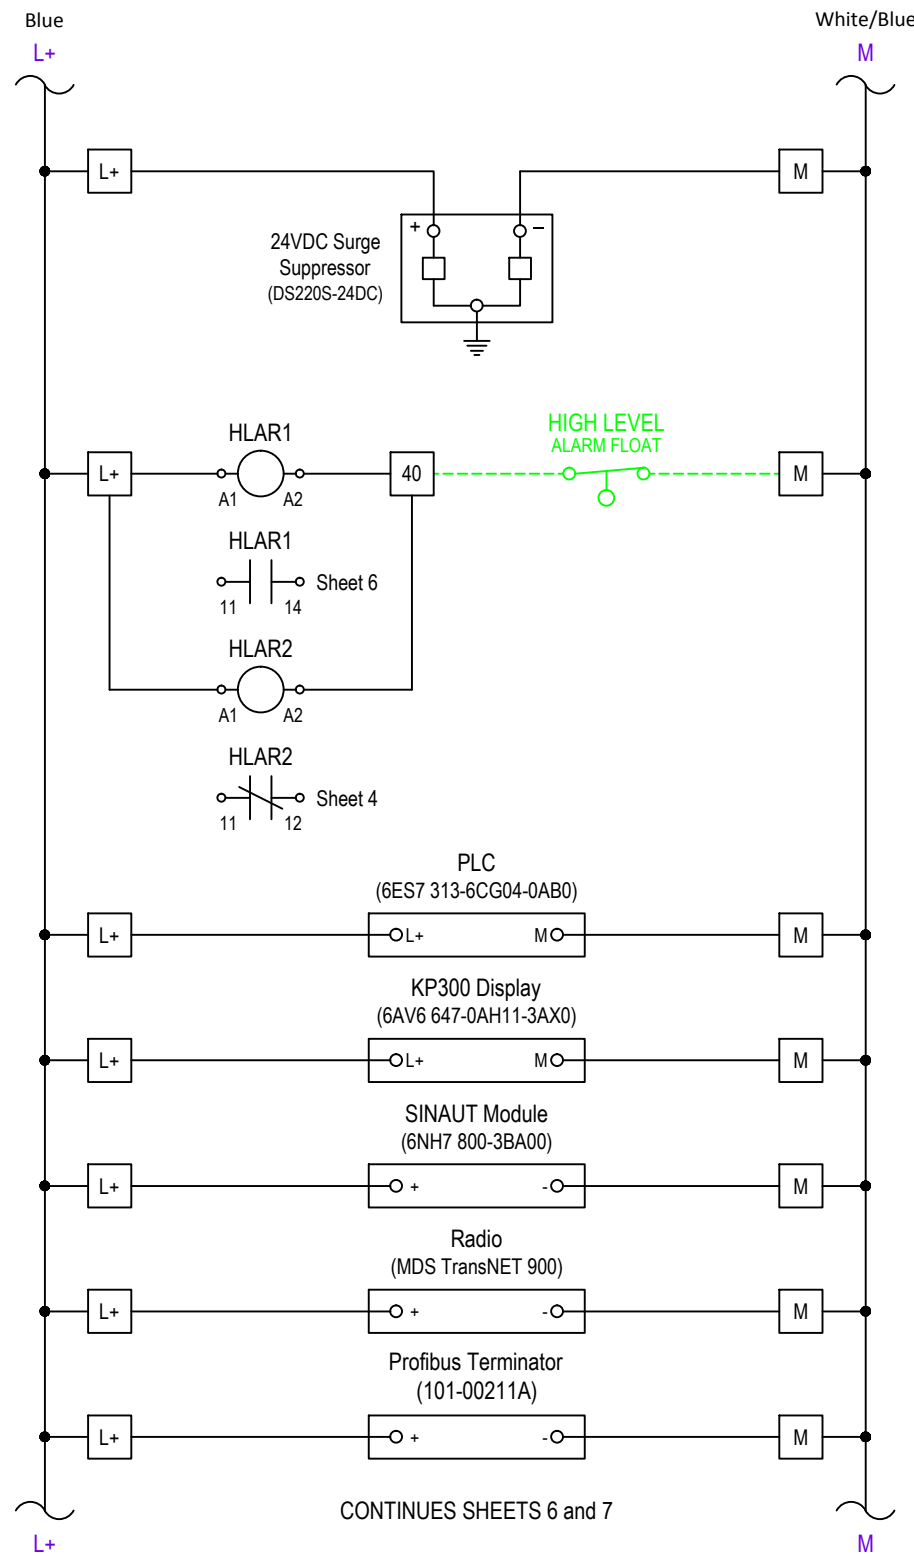 Blue
White/Blue
L+
M
L+
M
+
–
24VDC Surge
Suppressor
(DS220S-24DC)
HIGH LEVEL
ALARM FLOAT
HLAR1
L+
40
M
A1
A2
HLAR1
Sheet 6
11
14
HLAR2
A1
A2
HLAR2
Sheet 4
11
12
PLC
(6ES7 313-6CG04-0AB0)
L+
L+
M
M
KP300 Display
(6AV6 647-0AH11-3AX0)
L+
L+
M
M
SINAUT Module
(6NH7 800-3BA00)
L+
+
-
M
Radio
(MDS TransNET 900)
L+
+
-
M
Profibus Terminator
(101-00211A)
L+
+
-
M
CONTINUES SHEETS 6 and 7
L+
M